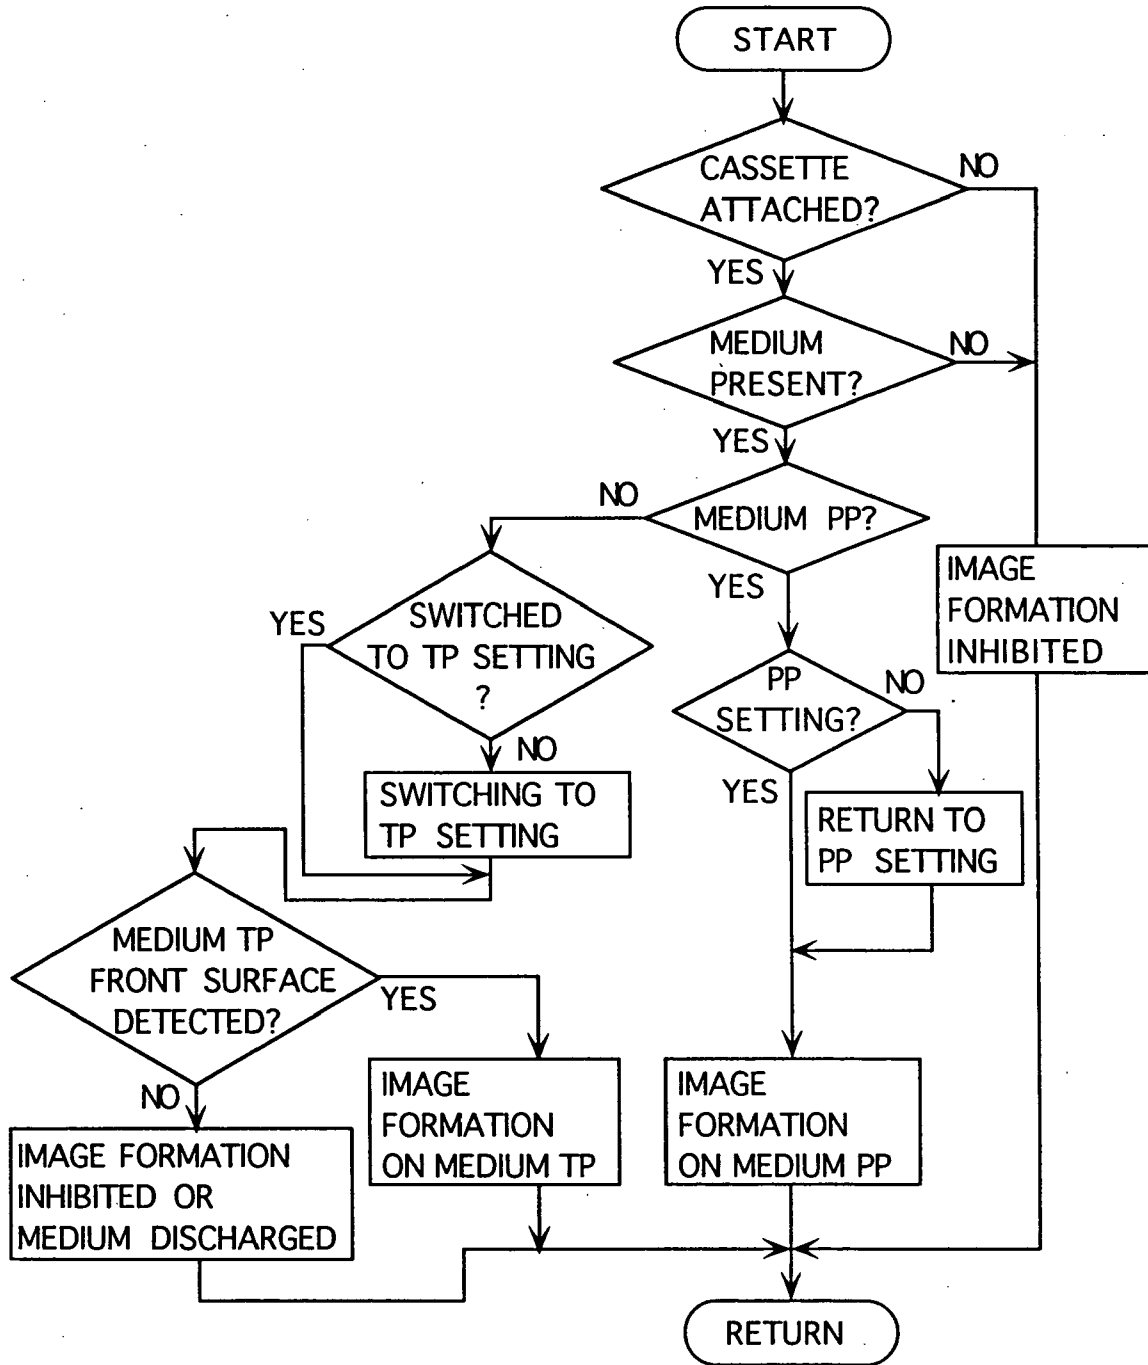 START
CASSETTE
ATTACHED?
NO
YES
MEDIUM
PRESENT?
NO
YES
NO
MEDIUM PP?
YES
IMAGE
FORMATION
INHIBITED
YES
SWITCHED
TO TP SETTING
?
NO
PP
SETTING?
NO
YES
SWITCHING TO
TP SETTING
RETURN TO
PP SETTING
MEDIUM TP
FRONT SURFACE
DETECTED?
YES
NO
IMAGE
FORMATION
ON MEDIUM TP
IMAGE
FORMATION
ON MEDIUM PP
IMAGE FORMATION
INHIBITED OR
MEDIUM DISCHARGED
RETURN